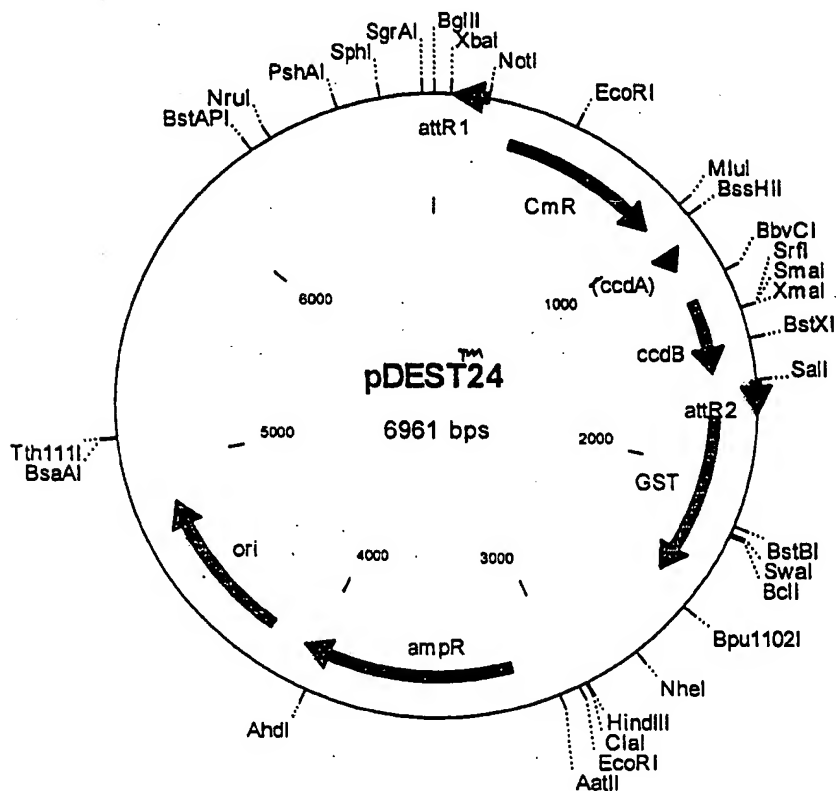 BglII
SgrAI
XbaI
SphI
NotI
PshAI
EcoRI
NruI
BstAPI
attR1
MluI
BssHII
CmR
BbvCI
SrfI
SmaI
XmaI
(ccdA)
6000
1000
BstXI
ccdB
pDEST™24
SalI
attR2
6961 bps
5000
2000
Tth111I
BsaAI
GST
BstBI
SwaI
BclI
ori
4000
3000
Bpu1102I
ampR
NheI
HindIII
ClaI
EcoRI
AhdI
AatII